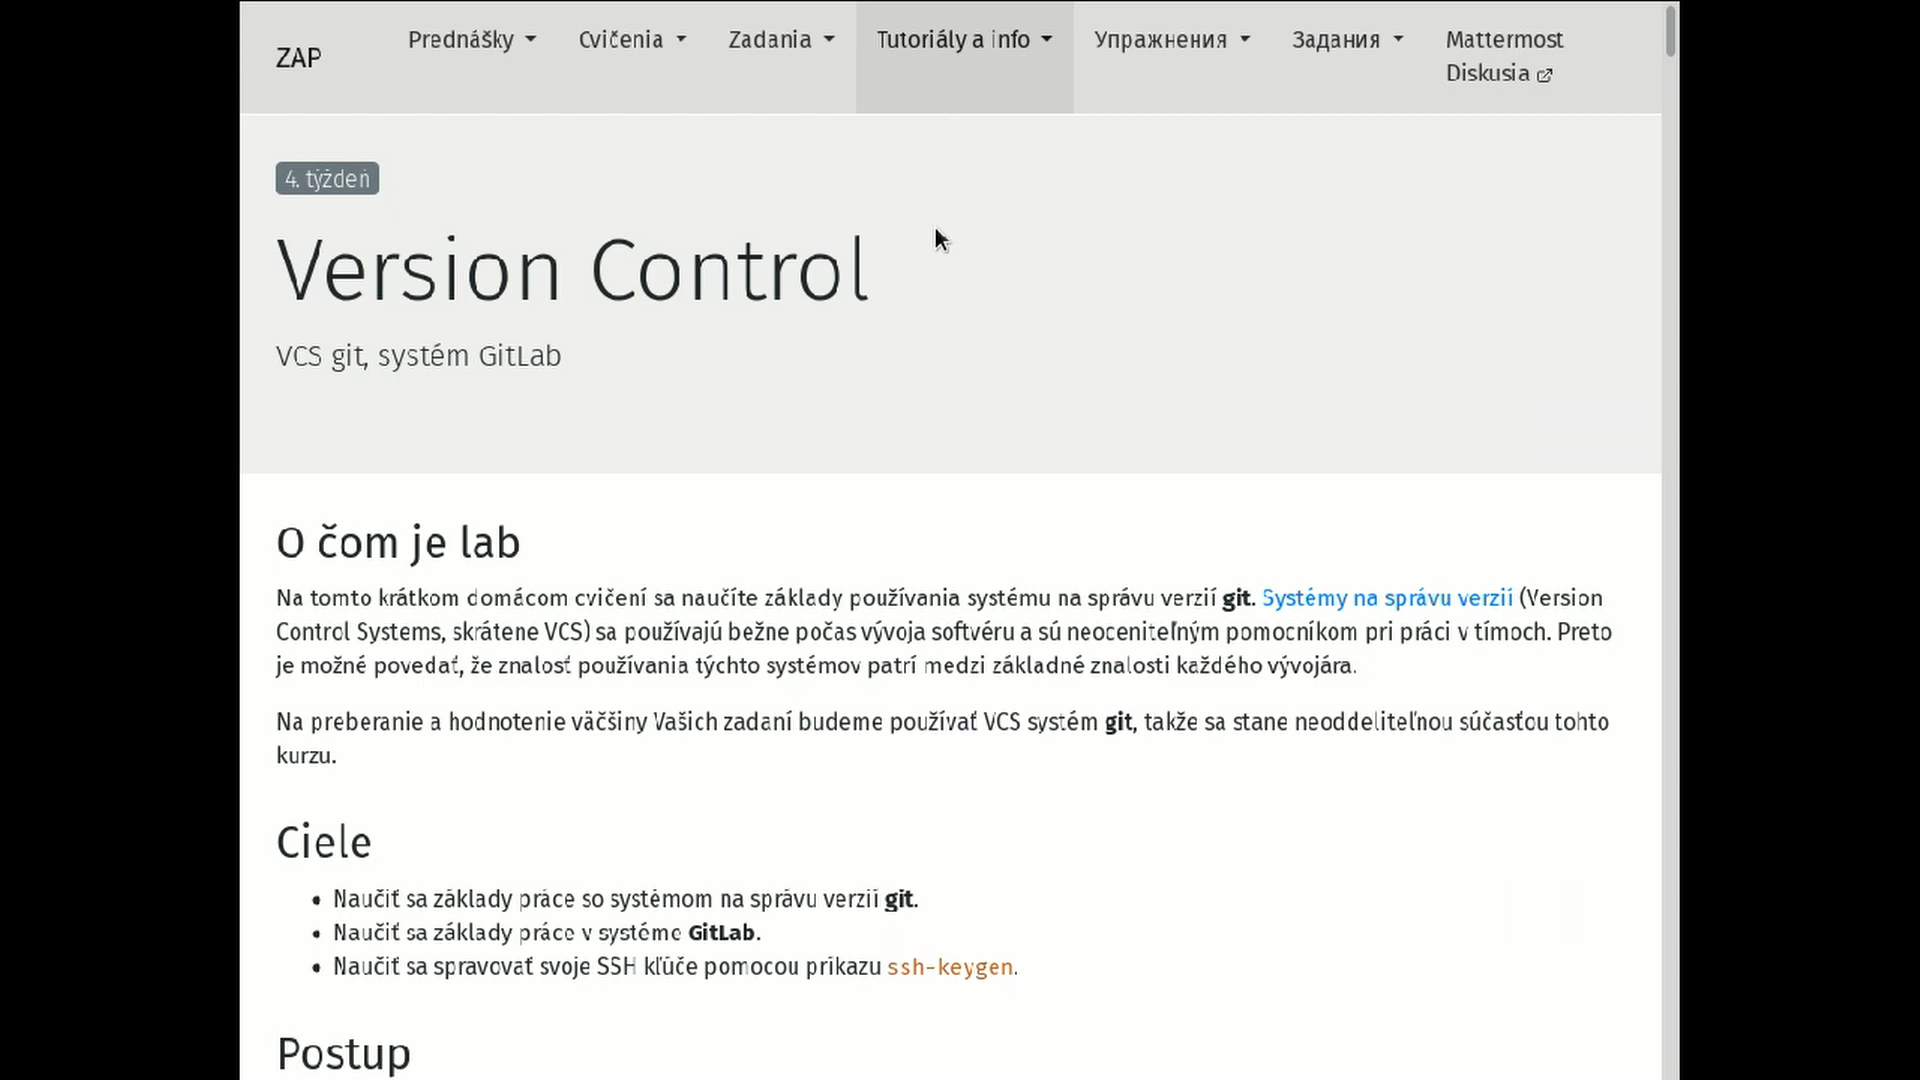 ZAP
Prednášky
Cvičenia
Zadania
Tutoriály a info
Упражнения
Задания
Mattermost
Diskusia
4. týždeň
Version Control
VCS git, systém GitLab
O čom je lab
Na tomto krátkom domácom cvičení sa naučíte základy používania systému na správu verzií git. Systémy na správu verzií (Version
Control Systems, skrátene VCS) sa používajú bežne počas vývoja softvéru a sú neoceniteľným pomocníkom pri práci v tímoch. Preto
je možné povedať, že znalosť používania týchto systémov patrí medzi základné znalosti každého vývojára.
Na preberanie a hodnotenie väčšiny Vašich zadaní budeme používať VCS systém git, takže sa stane neoddeliteľnou súčasťou tohto
kurzu.
Ciele
• Naučiť sa základy práce so systémom na správu verzií git.
• Naučiť sa základy práce v systéme GitLab.
• Naučiť sa spravovať svoje SSH kľúče pomocou príkazu ssh-keygen.
Postup